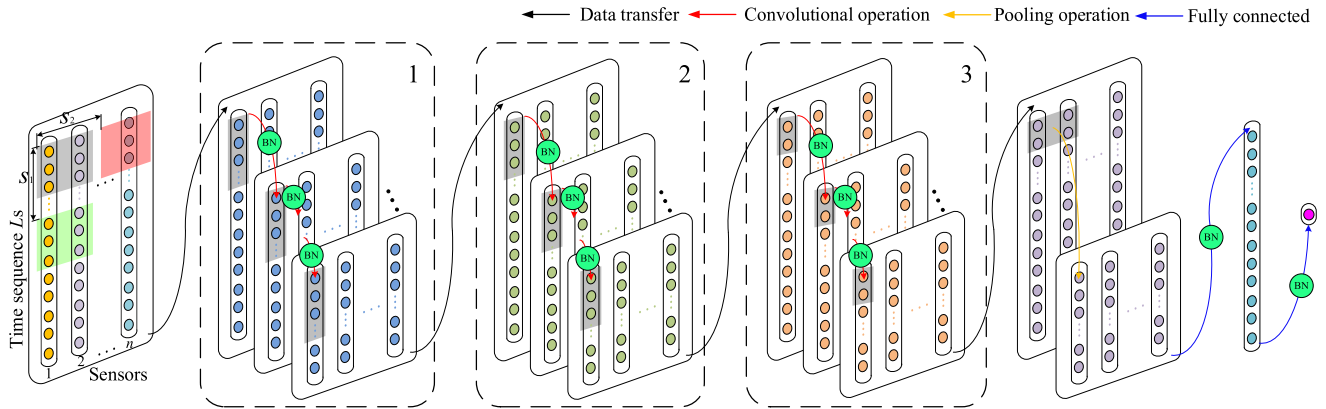 Data transfer Convolutional operation Pooling operation Fully connected
1 2 3
S2
S1
Time sequence Ls
1 2 n
Sensors
BN BN BN
BN BN BN
BN BN BN
BN BN